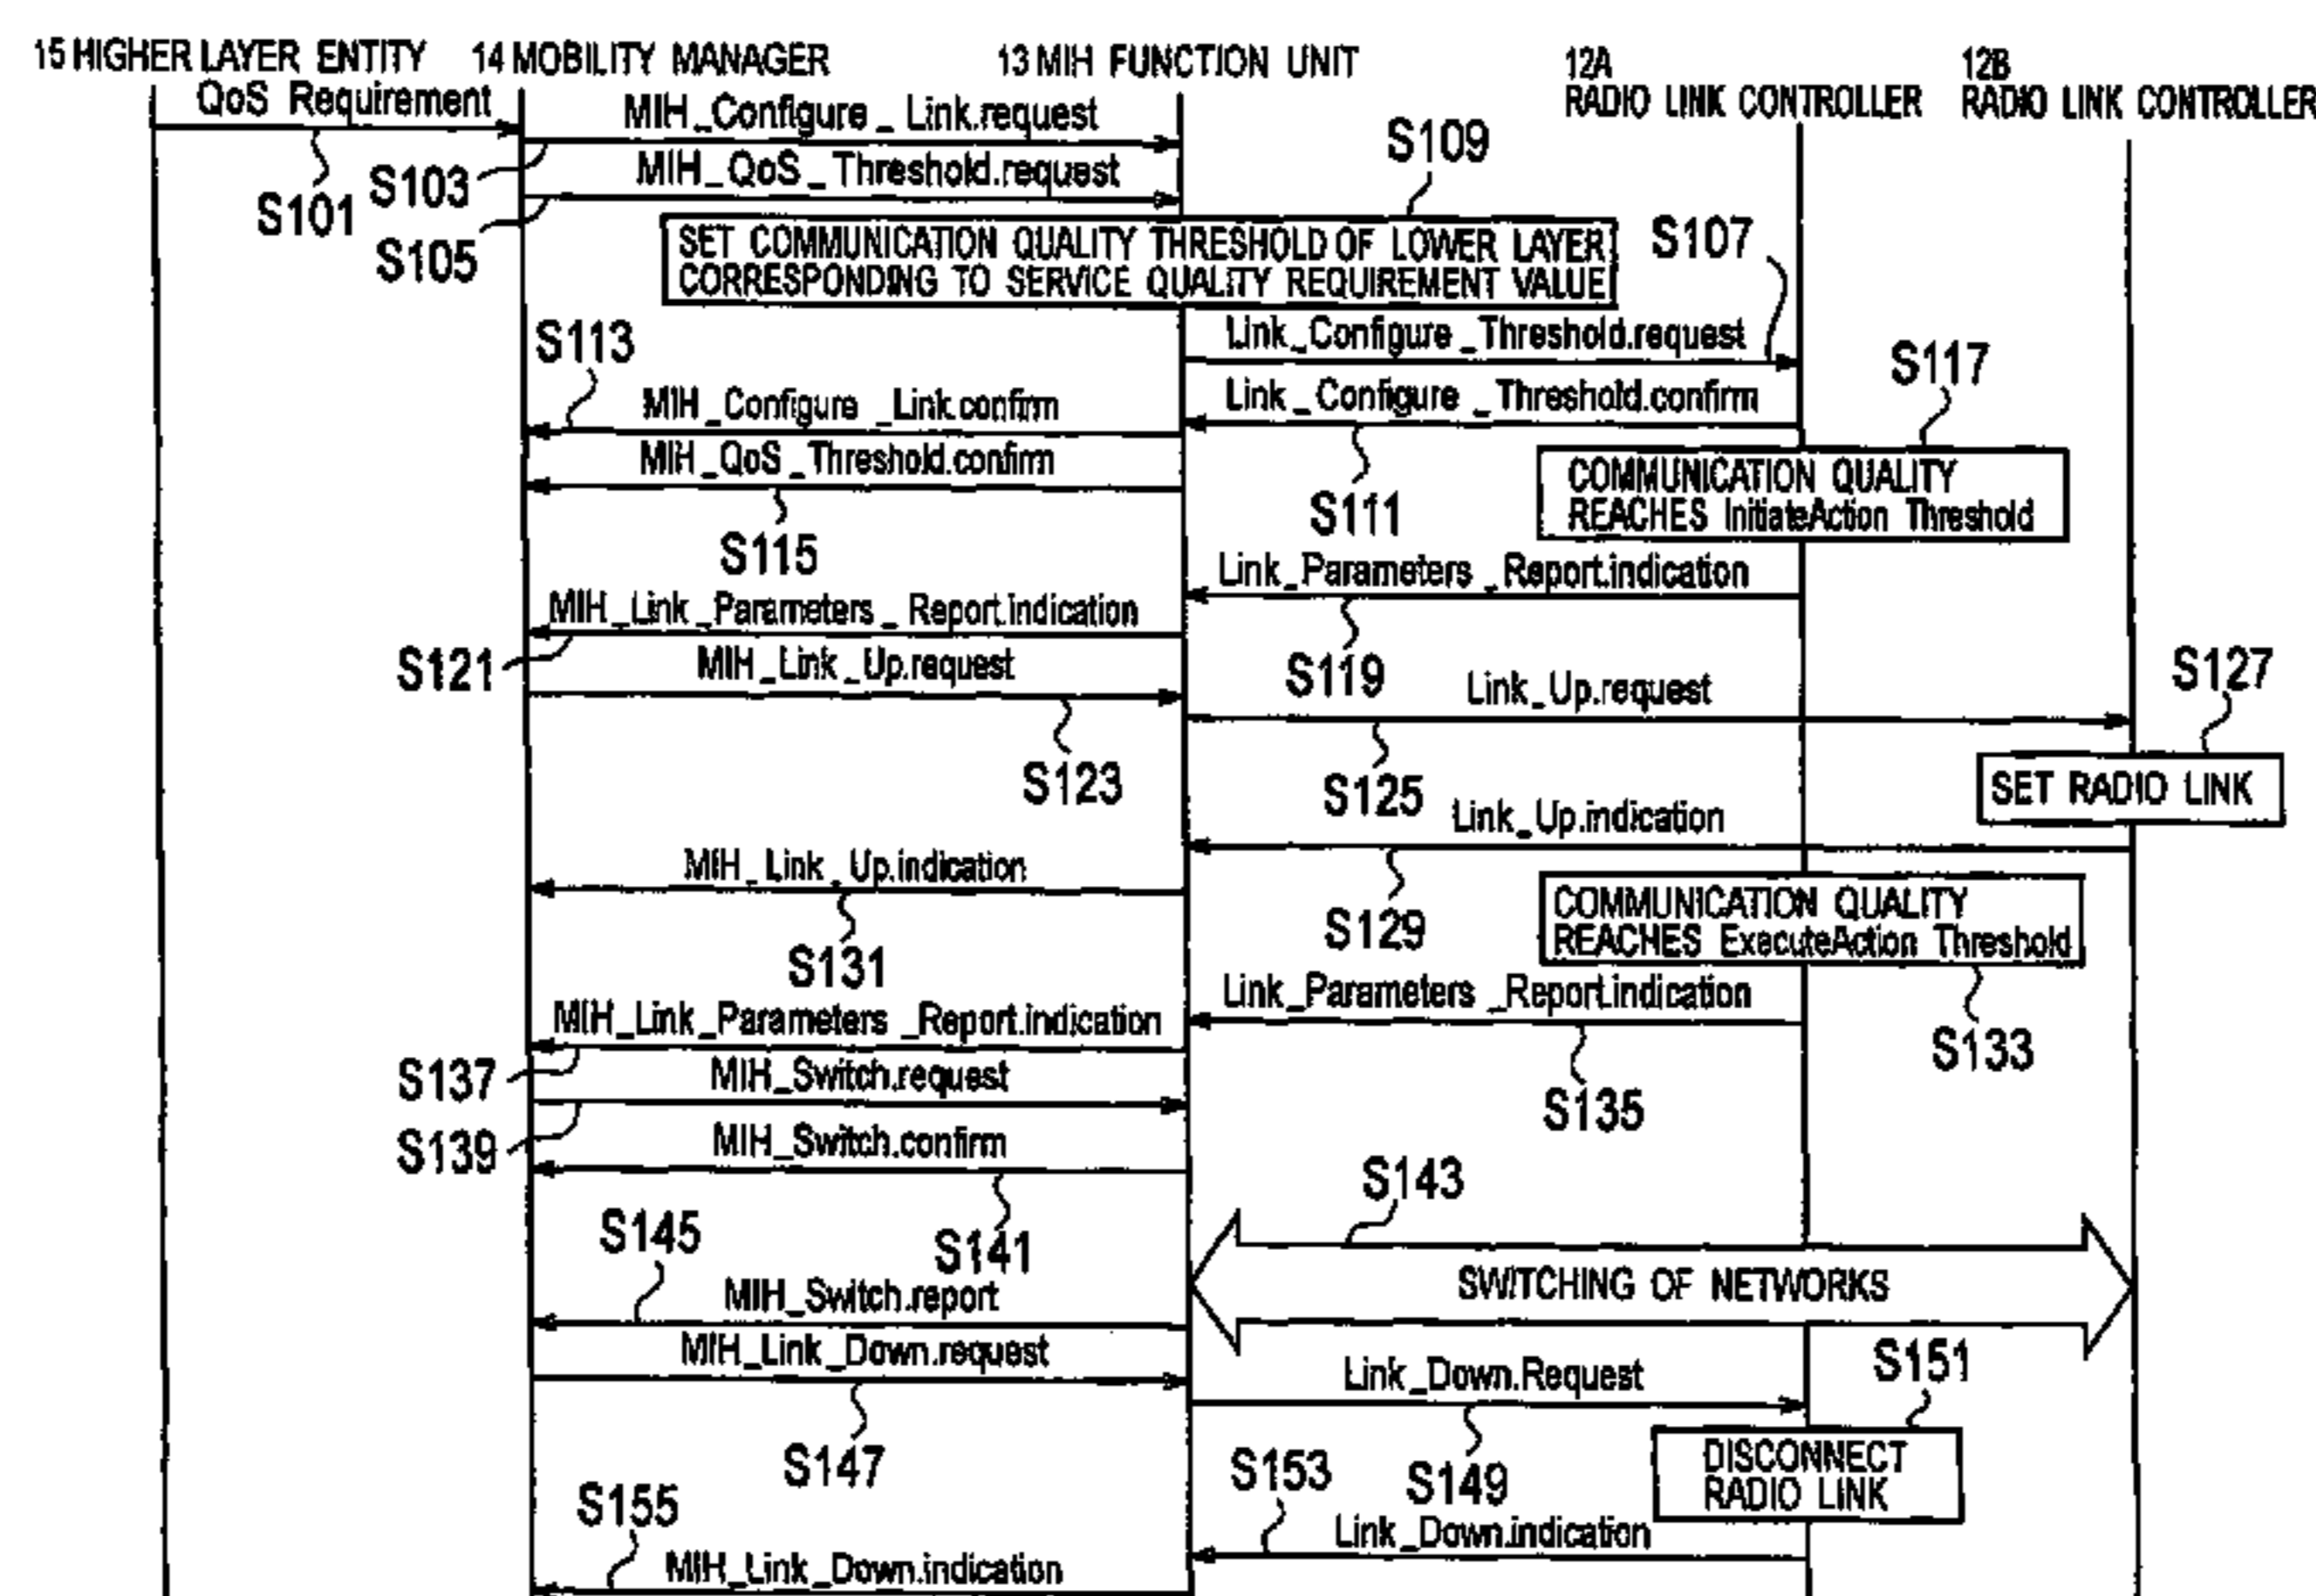 15 HIGHER LAYER ENTITY
14 MOBILITY MANAGER
13 MIH FUNCTION UNIT
12A
RADIO LINK CONTROLLER
12B
RADIO LINK CONTROLLER
QoS Requirement
S101
MIH_Configure_Link.request
S103
MIH_QoS_Threshold.request
S105
S109
SET COMMUNICATION QUALITY THRESHOLD OF LOWER LAYER
CORRESPONDING TO SERVICE QUALITY REQUIREMENT VALUE
S107
Link_Configure_Threshold.request
S113
S117
Link_Configure_Threshold.confirm
MIH_Configure_Link.confirm
MIH_QoS_Threshold.confirm
S111
COMMUNICATION QUALITY
REACHES InitiateAction Threshold
S115
Link_Parameters_Report.indication
MIH_Link_Parameters_Report.indication
S121
S119
MIH_Link_Up.request
S127
Link_Up.request
S123
S125
SET RADIO LINK
Link_Up.indication
MIH_Link_Up.indication
S129
COMMUNICATION QUALITY
REACHES ExecuteAction Threshold
S131
Link_Parameters_Report.indication
MIH_Link_Parameters_Report.indication
S133
S137
MIH_Switch.request
S135
S139
MIH_Switch.confirm
S143
S145
S141
SWITCHING OF NETWORKS
MIH_Switch.report
MIH_Link_Down.request
S151
Link_Down.Request
S147
S149
DISCONNECT
RADIO LINK
S153
S155
Link_Down.indication
MIH_Link_Down.indication